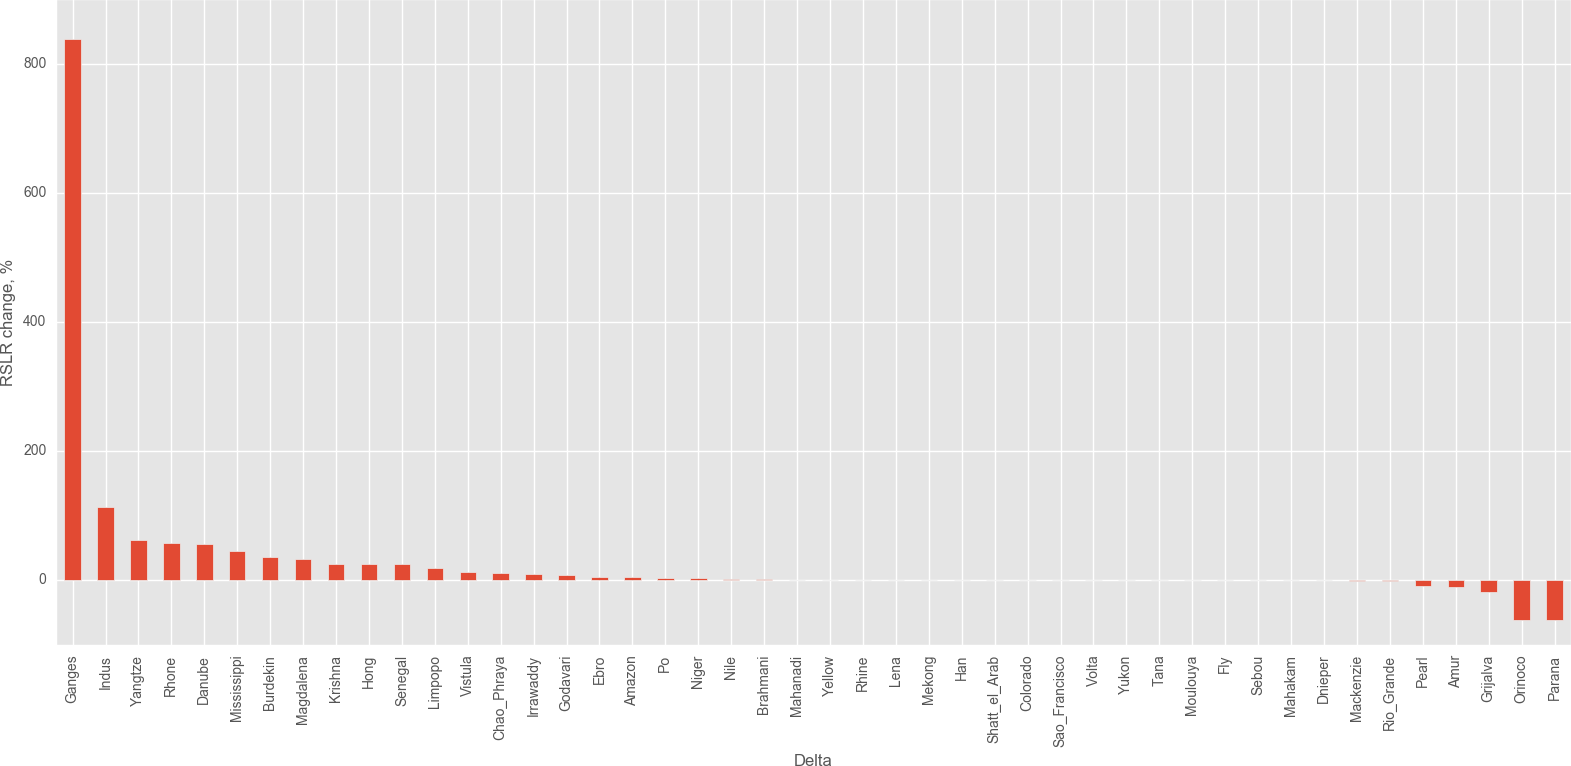 RSLR change, %
800
600
400
200
0
Ganges
Indus
Yangtze
Rhone
Danube
Mississippi
Burdekin
Magdalena
Krishna
Hong
Senegal
Limpopo
Vistula
Chao_Phraya
Irrawaddy
Godavari
Ebro
Amazon
Po
Niger
Nile
Brahmani
Mahanadi
Yellow
Rhine
Lena
Mekong
Han
Shatt_el_Arab
Colorado
Sao_Francisco
Volta
Yukon
Tana
Moulouya
Fly
Sebou
Mahakam
Dnieper
Mackenzie
Rio_Grande
Pearl
Amur
Grijalva
Orinoco
Parana
Delta